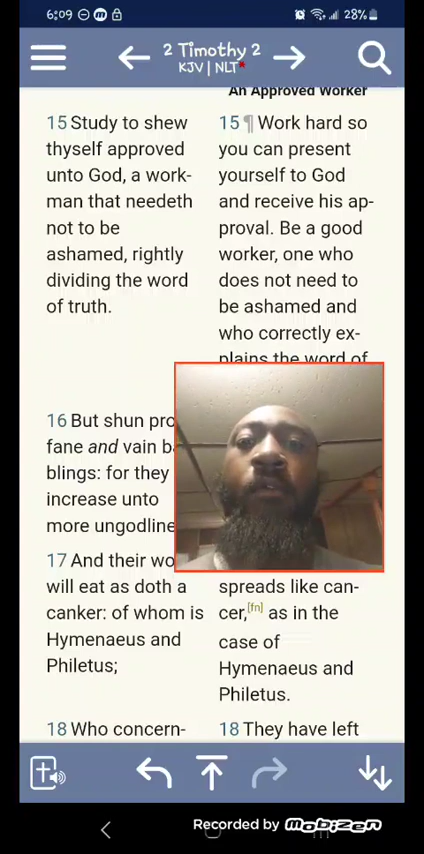 6:09 28%
2 Timothy 2
KJV | NLT*
An Approved Worker
15 Study to shew
thyself approved
unto God, a work-
man that needeth
not to be
ashamed, rightly
dividing the word
of truth.
16 But shun pro
fane and vain b
blings: for they
increase unto
more ungodline
17 And their wo
will eat as doth a
canker: of whom is
Hymenaeus and
Philetus;
18 Who concern-
15 ¶ Work hard so
you can present
yourself to God
and receive his ap-
proval. Be a good
worker, one who
does not need to
be ashamed and
who correctly ex-
plains the word of
spreads like can-
cer,[fn] as in the
case of
Hymenaeus and
Philetus.
18 They have left
Recorded by mobizen